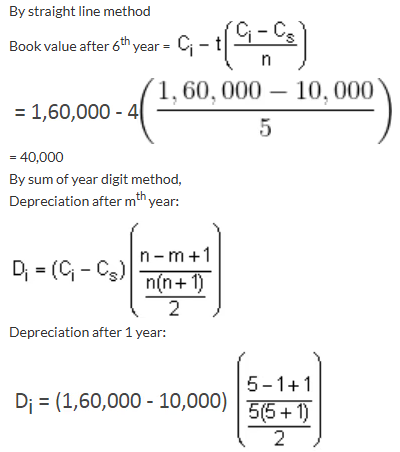 By straight line method
Book value after 6th year = Ci - t((Ci - Cs)/n)
= 1,60,000 - 4((1,60,000 - 10,000)/5)
= 40,000
By sum of year digit method,
Depreciation after mth year:
Di = (Ci - Cs)((n - m + 1)/(n(n + 1)/2))
Depreciation after 1 year:
Di = (1,60,000 - 10,000)((5 - 1 + 1)/(5(5 + 1)/2))